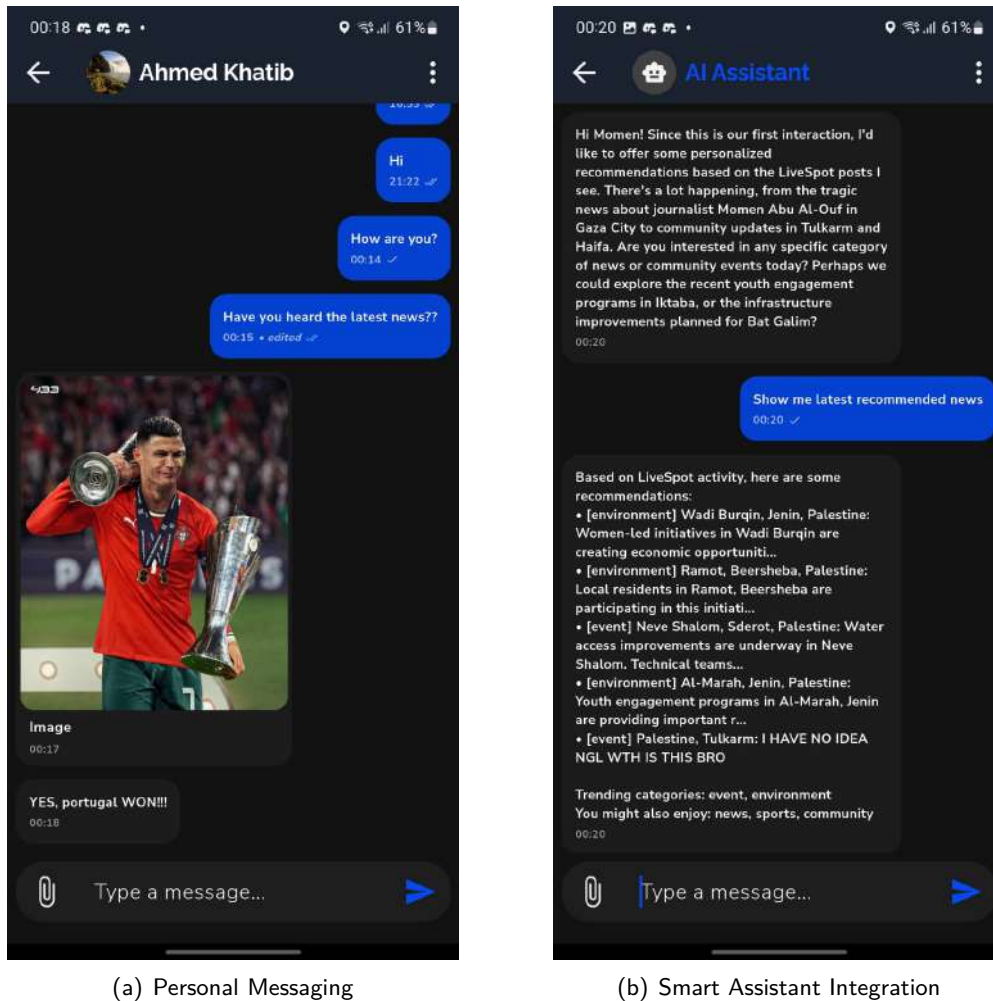 00:18
61%
Ahmed Khatib
16:53
Hi
21:22
How are you?
00:14
Have you heard the latest news??
00:15 • edited
433
PA
S
7
Image
00:17
YES, portugal WON!!!
00:18
Type a message...
(a) Personal Messaging
00:20
61%
AI Assistant
Hi Momen! Since this is our first interaction, I'd
like to offer some personalized
recommendations based on the LiveSpot posts I
see. There's a lot happening, from the tragic
news about journalist Momen Abu Al-Ouf in
Gaza City to community updates in Tulkarm and
Haifa. Are you interested in any specific category
of news or community events today? Perhaps we
could explore the recent youth engagement
programs in Iktaba, or the infrastructure
improvements planned for Bat Galim?
00:20
Show me latest recommended news
00:20
Based on LiveSpot activity, here are some
recommendations:
• [environment] Wadi Burqin, Jenin, Palestine:
Women-led initiatives in Wadi Burqin are
creating economic opportuniti...
• [environment] Ramot, Beersheba, Palestine:
Local residents in Ramot, Beersheba are
participating in this initiati...
• [event] Neve Shalom, Sderot, Palestine: Water
access improvements are underway in Neve
Shalom. Technical teams...
• [environment] Al-Marah, Jenin, Palestine:
Youth engagement programs in Al-Marah, Jenin
are providing important r...
• [event] Palestine, Tulkarm: I HAVE NO IDEA
NGL WTH IS THIS BRO
Trending categories: event, environment
You might also enjoy: news, sports, community
00:20
Type a message...
(b) Smart Assistant Integration